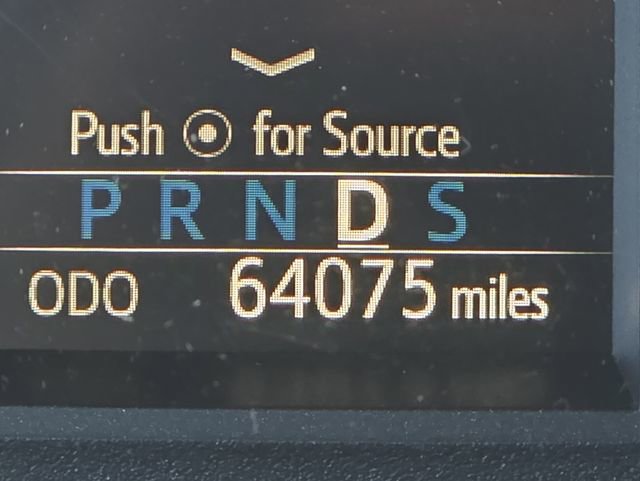 Push for Source
P R N D S
ODO 64075 miles